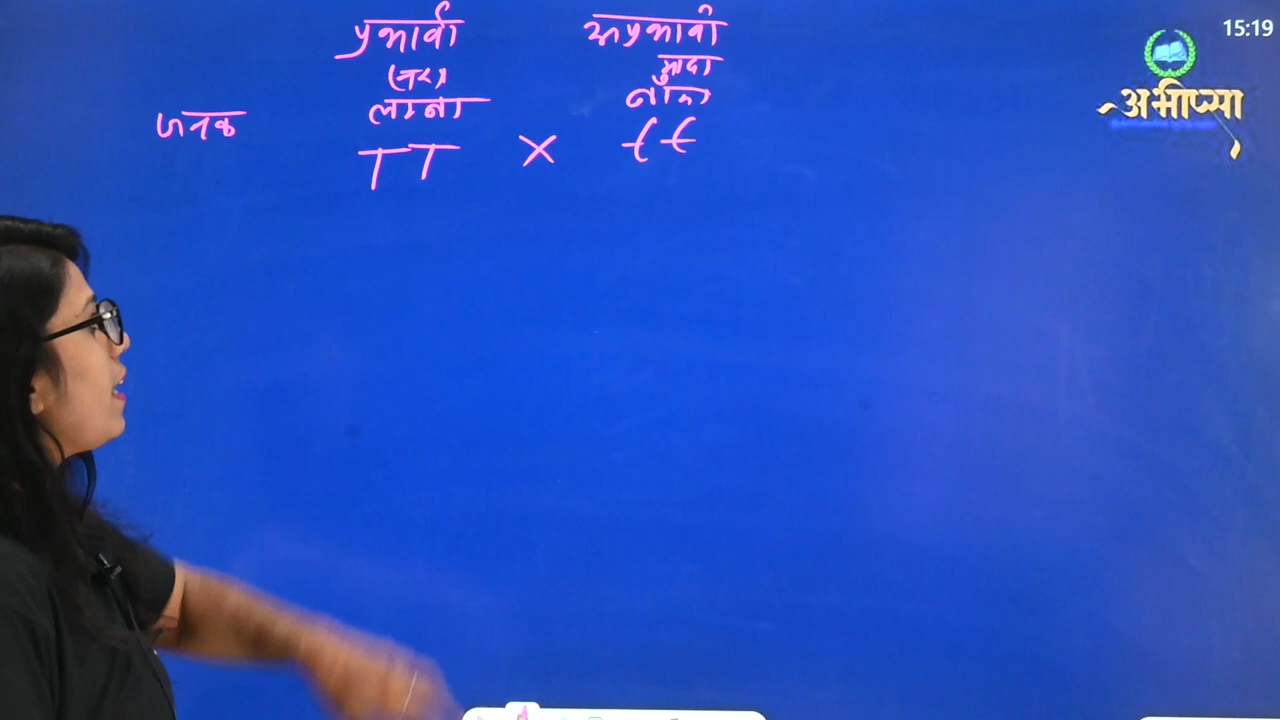 प्रभावी अप्रभावी
(नर) मादा
लम्बा नाटा
जनक
TT × tt
15:19
अभीप्सा